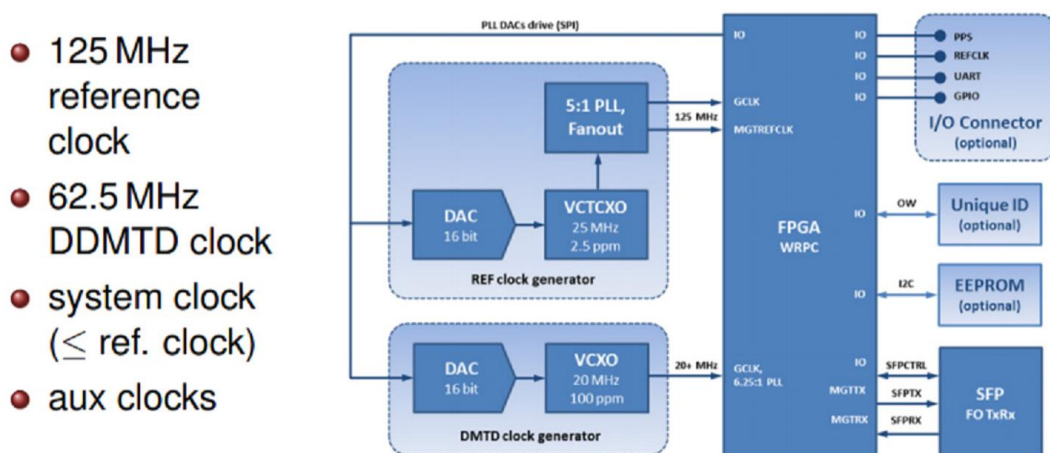 125 MHz
reference
clock
62.5 MHz
DDMTD clock
system clock
(≤ ref. clock)
aux clocks
PLL DACs drive (SPI)
5:1 PLL,
Fanout
125 MHz
DAC
16 bit
VCTCXO
25 MHz
2.5 ppm
REF clock generator
DAC
16 bit
VCXO
20 MHz
100 ppm
DMTD clock generator
20+ MHz
IO
GCLK
MGTREFCLK
FPGA
WRPC
GCLK,
6.25:1 PLL
IO
IO
IO
IO
IO
IO
IO
MGTTX
MGTRX
PPS
REFCLK
UART
GPIO
I/O Connector
(optional)
OW
Unique ID
(optional)
I2C
EEPROM
(optional)
SFPCTRL
SFPTX
SFPRX
SFP
FO TxRx